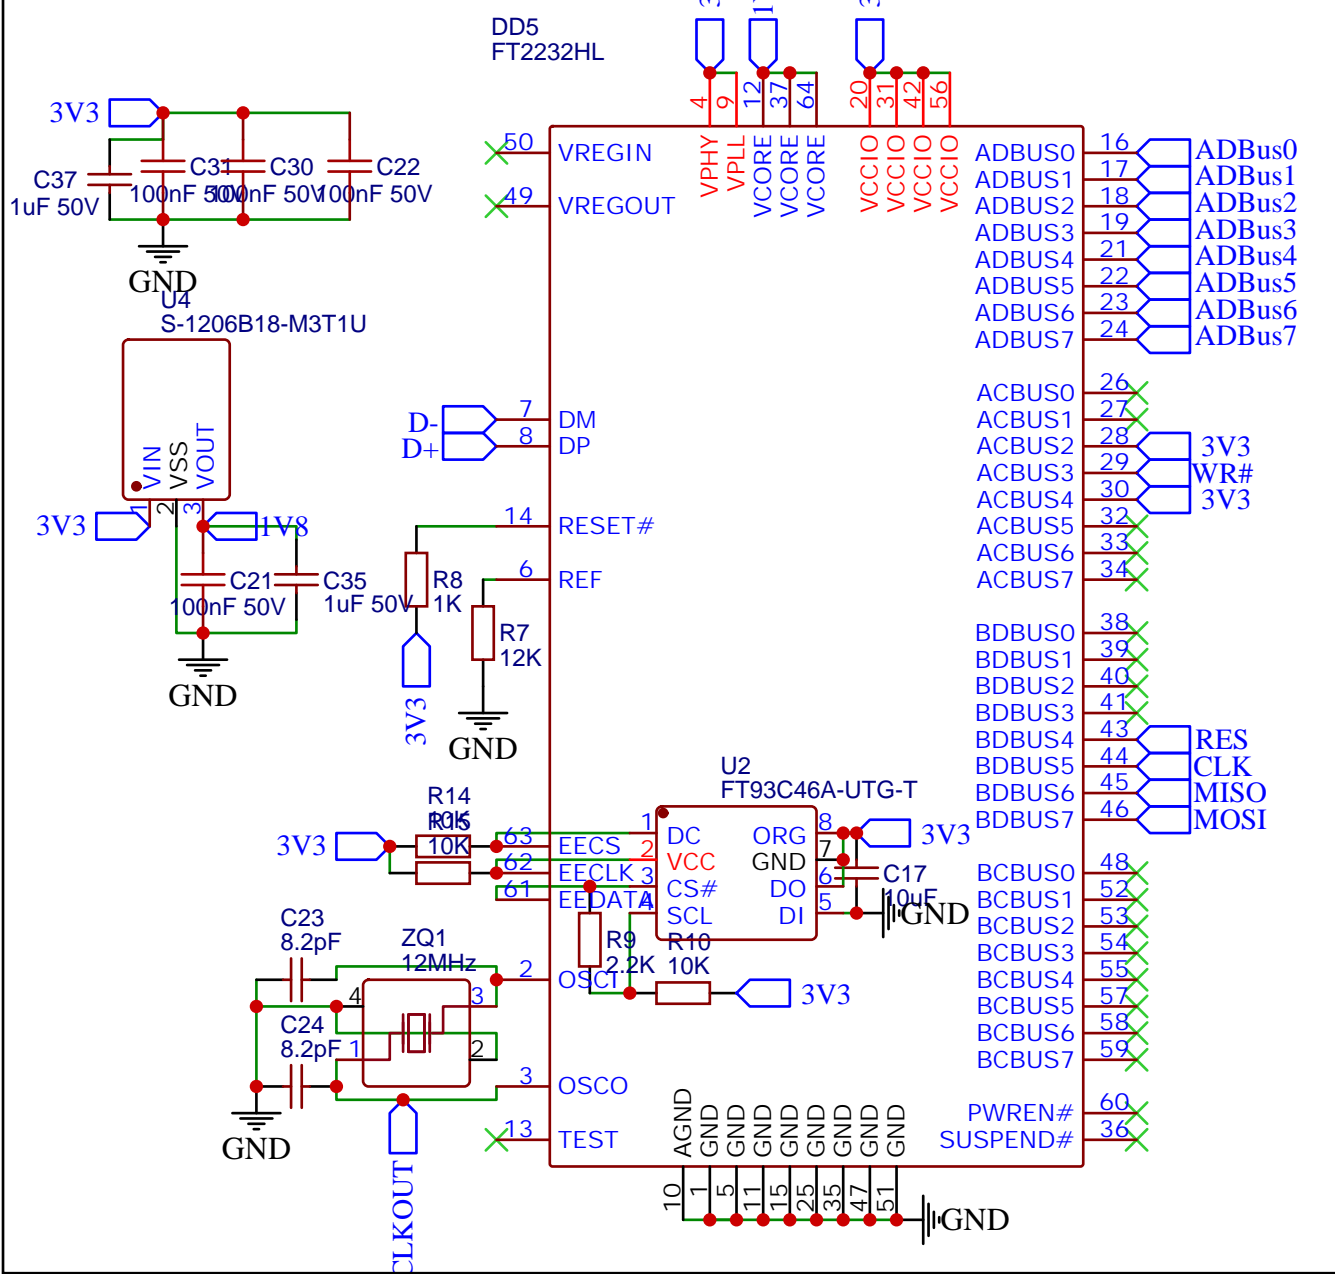 DD5
FT2232HL
3V3
C37
1uF 50V
C31
100nF 50V
C30
100nF 50V
C22
100nF 50V
GND
U4
S-1206B18-M3T1U
VIN
VSS
VOUT
1
2
3
3V3
1V8
C21
100nF 50V
C35
1uF 50V
GND
4
9
12
37
64
20
31
42
56
VPHY
VPLL
VCORE
VCORE
VCORE
VCCIO
VCCIO
VCCIO
VCCIO
50 VREGIN
49 VREGOUT
D- 7 DM
D+ 8 DP
14 RESET#
R8
1K
3V3
6 REF
R7
12K
GND
R14
10K
R15
10K
3V3
63 EECS
62 EECLK
61 EEDATA
U2
FT93C46A-UTG-T
1 DC
2 VCC
3 CS#
4 SCL
ORG 8
GND 7
DO 6
DI 5
3V3
C17
10uF
GND
R9
2.2K
R10
10K
3V3
C23
8.2pF
ZQ1
12MHz
4
3
1
2
C24
8.2pF
GND
2 OSCI
3 OSCO
CLKOUT
13 TEST
ADBUS0 16 ADBus0
ADBUS1 17 ADBus1
ADBUS2 18 ADBus2
ADBUS3 19 ADBus3
ADBUS4 21 ADBus4
ADBUS5 22 ADBus5
ADBUS6 23 ADBus6
ADBUS7 24 ADBus7
ACBUS0 26
ACBUS1 27
ACBUS2 28 3V3
ACBUS3 29 WR#
ACBUS4 30 3V3
ACBUS5 32
ACBUS6 33
ACBUS7 34
BDBUS0 38
BDBUS1 39
BDBUS2 40
BDBUS3 41
BDBUS4 43 RES
BDBUS5 44 CLK
BDBUS6 45 MISO
BDBUS7 46 MOSI
BCBUS0 48
BCBUS1 52
BCBUS2 53
BCBUS3 54
BCBUS4 55
BCBUS5 57
BCBUS6 58
BCBUS7 59
PWREN# 60
SUSPEND# 36
AGND
GND
GND
GND
GND
GND
GND
GND
GND
10
1
5
11
15
25
35
47
51
GND